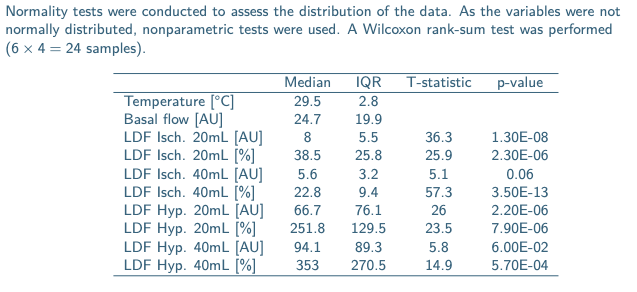 Normality tests were conducted to assess the distribution of the data. As the variables were not
normally distributed, nonparametric tests were used. A Wilcoxon rank-sum test was performed
(6 × 4 = 24 samples).
Median IQR T-statistic p-value
Temperature [°C] 29.5 2.8
Basal flow [AU] 24.7 19.9
LDF Isch. 20mL [AU] 8 5.5 36.3 1.30E-08
LDF Isch. 20mL [%] 38.5 25.8 25.9 2.30E-06
LDF Isch. 40mL [AU] 5.6 3.2 5.1 0.06
LDF Isch. 40mL [%] 22.8 9.4 57.3 3.50E-13
LDF Hyp. 20mL [AU] 66.7 76.1 26 2.20E-06
LDF Hyp. 20mL [%] 251.8 129.5 23.5 7.90E-06
LDF Hyp. 40mL [AU] 94.1 89.3 5.8 6.00E-02
LDF Hyp. 40mL [%] 353 270.5 14.9 5.70E-04